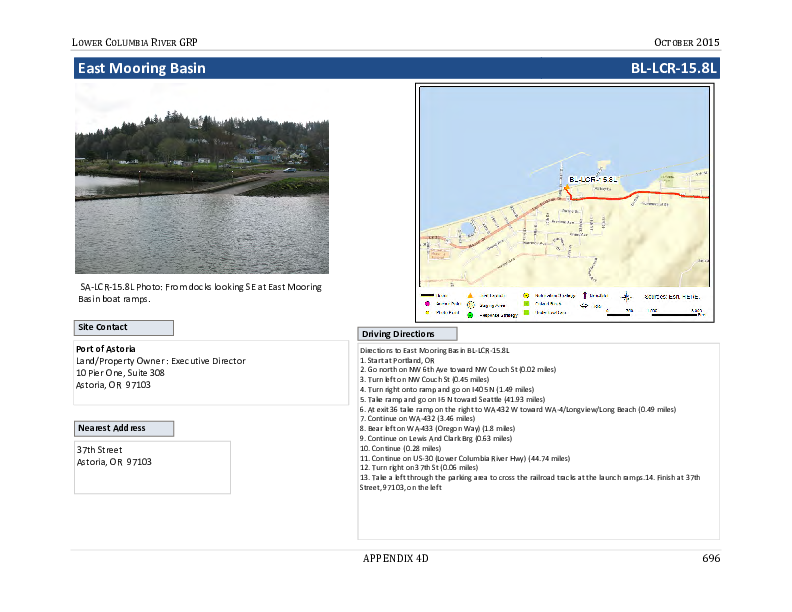 LOWER COLUMBIA RIVER GRP
OCTOBER 2015
East Mooring Basin
BL-LCR-15.8L
BL-LCR-15.8L
Sources: Esri, HERE,
SA-LCR-15.8L Photo: From docks looking SE at East Mooring
Basin boat ramps.
Site Contact
Port of Astoria
Land/Property Owner : Executive Director
10 Pier One, Suite 308
Astoria, OR 97103
Nearest Address
37th Street
Astoria, OR 97103
Driving Directions
Directions to East Mooring Basin BL-LCR-15.8L
1. Start at Portland, OR
2. Go north on NW 6th Ave toward NW Couch St (0.02 miles)
3. Turn left on NW Couch St (0.45 miles)
4. Turn right onto ramp and go on I-405 N (1.49 miles)
5. Take ramp and go on I-5 N toward Seattle (41.93 miles)
6. At exit 36 take ramp on the right to WA-432 W toward WA-4/Longview/Long Beach (0.49 miles)
7. Continue on WA-432 (3.46 miles)
8. Bear left on WA-433 (Oregon Way) (1.8 miles)
9. Continue on Lewis And Clark Brg (0.63 miles)
10. Continue (0.28 miles)
11. Continue on US-30 (Lower Columbia River Hwy) (44.74 miles)
12. Turn right on 37th St (0.06 miles)
13. Take a left through the parking area to cross the railroad tracks at the launch ramps.14. Finish at 37th
Street, 97103, on the left
APPENDIX 4D
696